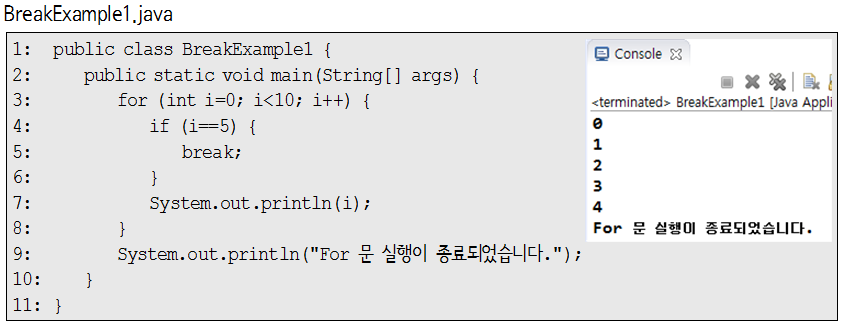 BreakExample1.java
1: public class BreakExample1 {
2: public static void main(String[] args) {
3: for (int i=0; i<10; i++) {
4: if (i==5) {
5: break;
6: }
7: System.out.println(i);
8: }
9: System.out.println("For 문 실행이 종료되었습니다.");
10: }
11: }
Console
<terminated> BreakExample1 [Java Appli
0
1
2
3
4
For 문 실행이 종료되었습니다.